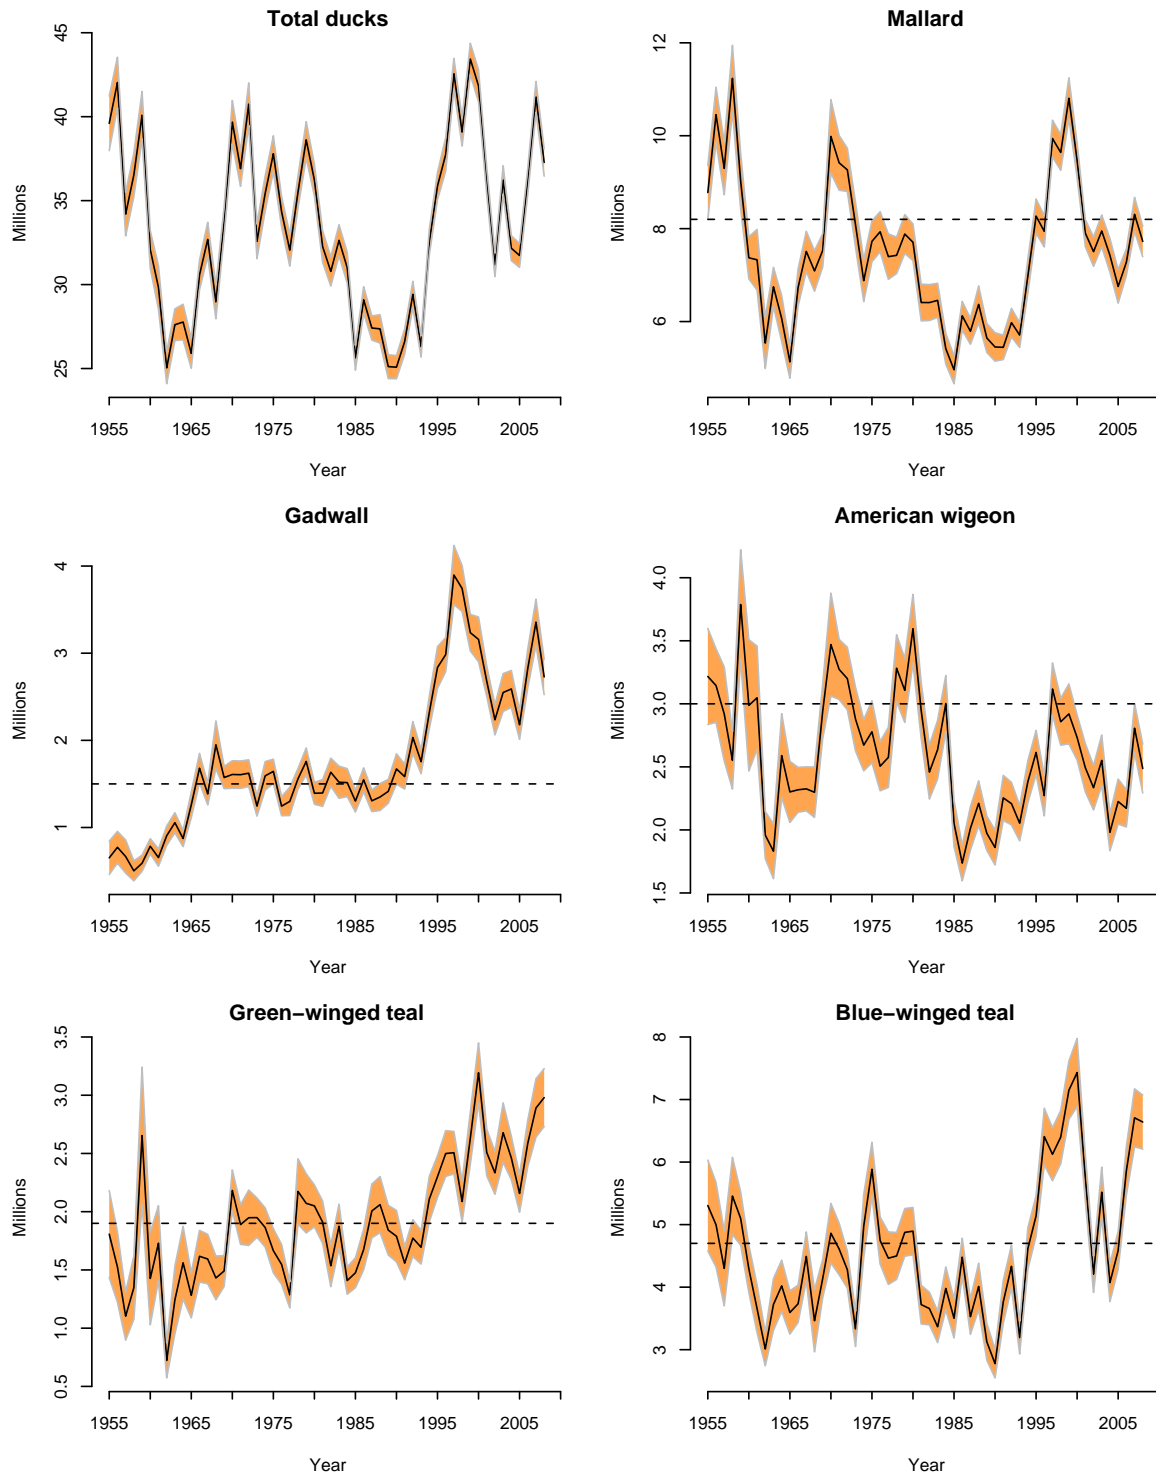 Total ducks
45
40
35
30
25
Millions
1955 1965 1975 1985 1995 2005
Year
Mallard
12
10
8
6
Millions
1955 1965 1975 1985 1995 2005
Year
Gadwall
4
3
2
1
Millions
1955 1965 1975 1985 1995 2005
Year
American wigeon
4.0
3.5
3.0
2.5
2.0
1.5
Millions
1955 1965 1975 1985 1995 2005
Year
Green−winged teal
3.5
3.0
2.5
2.0
1.5
1.0
0.5
Millions
1955 1965 1975 1985 1995 2005
Year
Blue−winged teal
8
7
6
5
4
3
Millions
1955 1965 1975 1985 1995 2005
Year